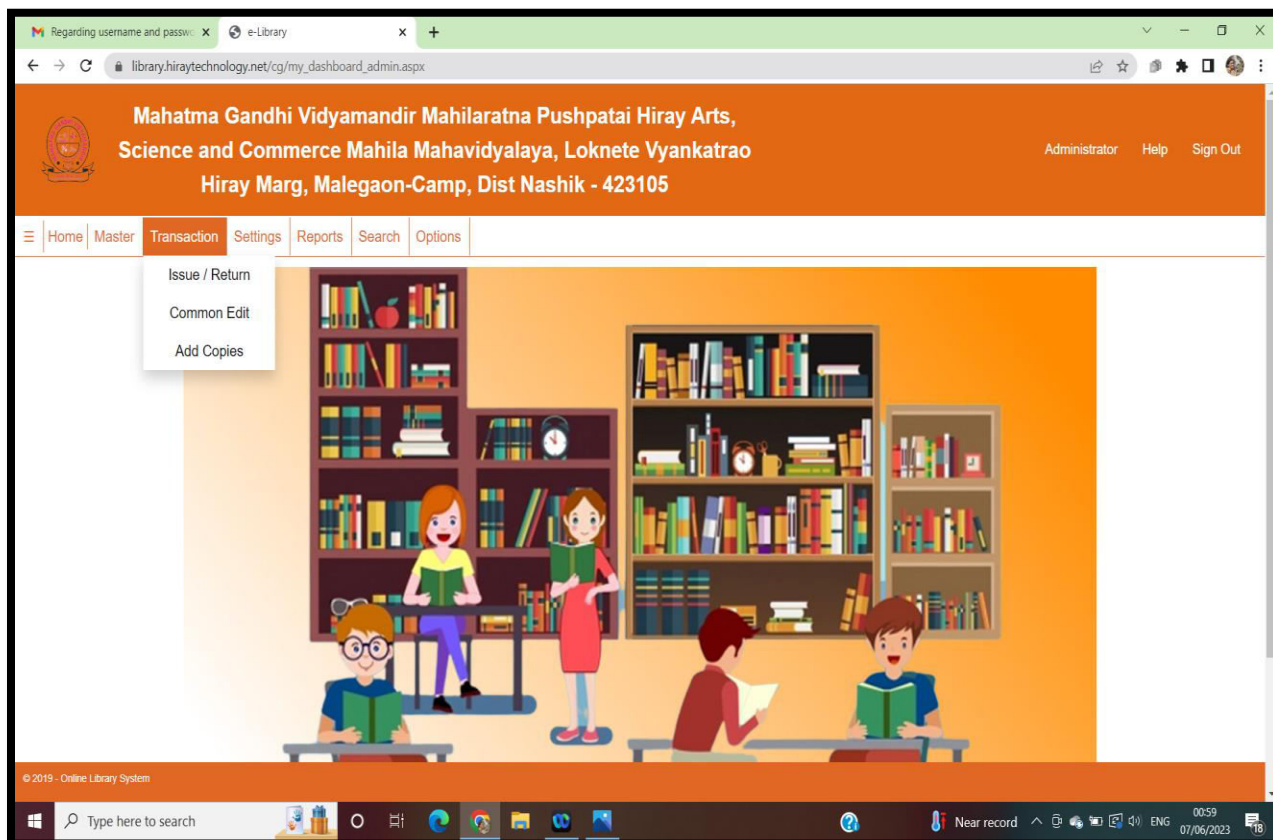 Regarding username and passwo
e-Library
library.hiraytechnology.net/cg/my_dashboard_admin.aspx
Mahatma Gandhi Vidyamandir Mahilaratna Pushpatai Hiray Arts,
Science and Commerce Mahila Mahavidyalaya, Loknete Vyankatrao
Hiray Marg, Malegaon-Camp, Dist Nashik - 423105
Administrator Help Sign Out
Home Master Transaction Settings Reports Search Options
Issue / Return
Common Edit
Add Copies
© 2019 - Online Library System
Type here to search
Near record
ENG
00:59
07/06/2023
18